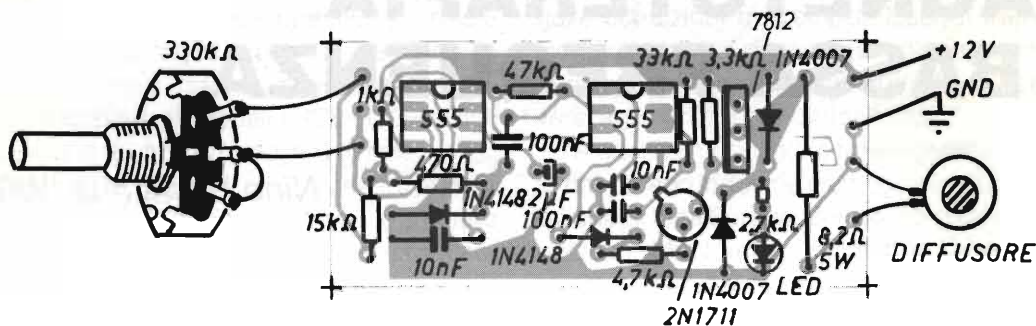 7812
330kΩ
47kΩ
33kΩ 3,3kΩ 1N4007
+12V
1kΩ
GND
555
555
100nF
10nF
470Ω
1N4148 2µF
100nF
15kΩ
2,7kΩ
8,2Ω
5W
DIFFUSORE
10nF
1N4148
4,7kΩ
1N4007 LED
2N1711